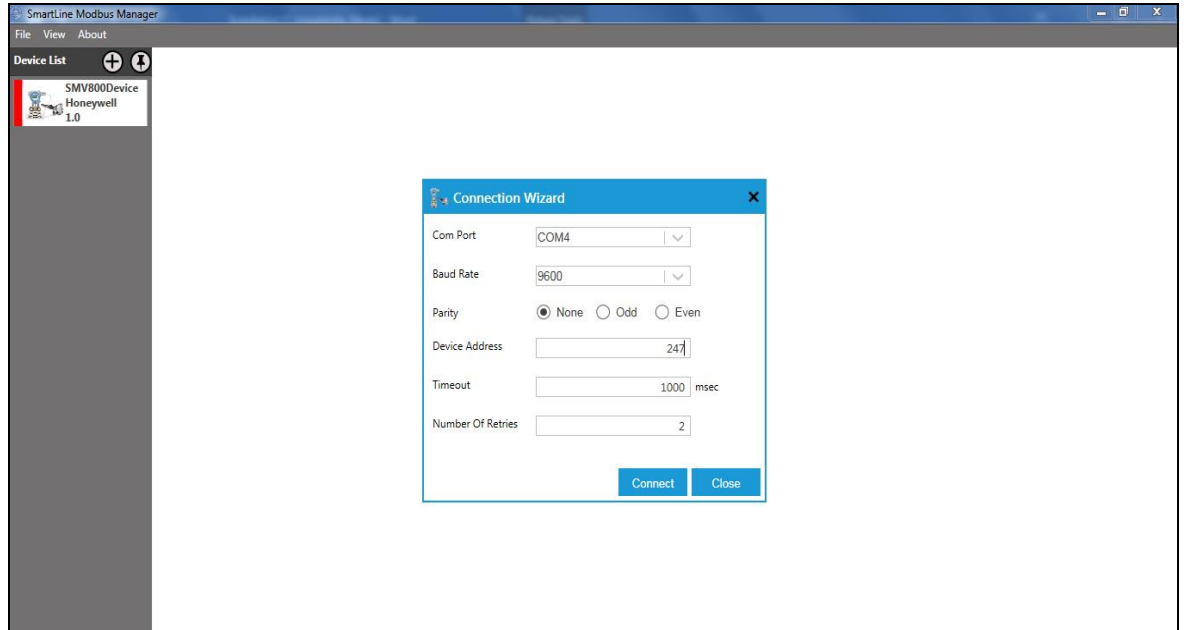 SmartLine Modbus Manager
File View About
Device List
SMV800Device
Honeywell
1.0
Connection Wizard
Com Port COM4
Baud Rate 9600
Parity None Odd Even
Device Address 247
Timeout 1000 msec
Number Of Retries 2
Connect Close